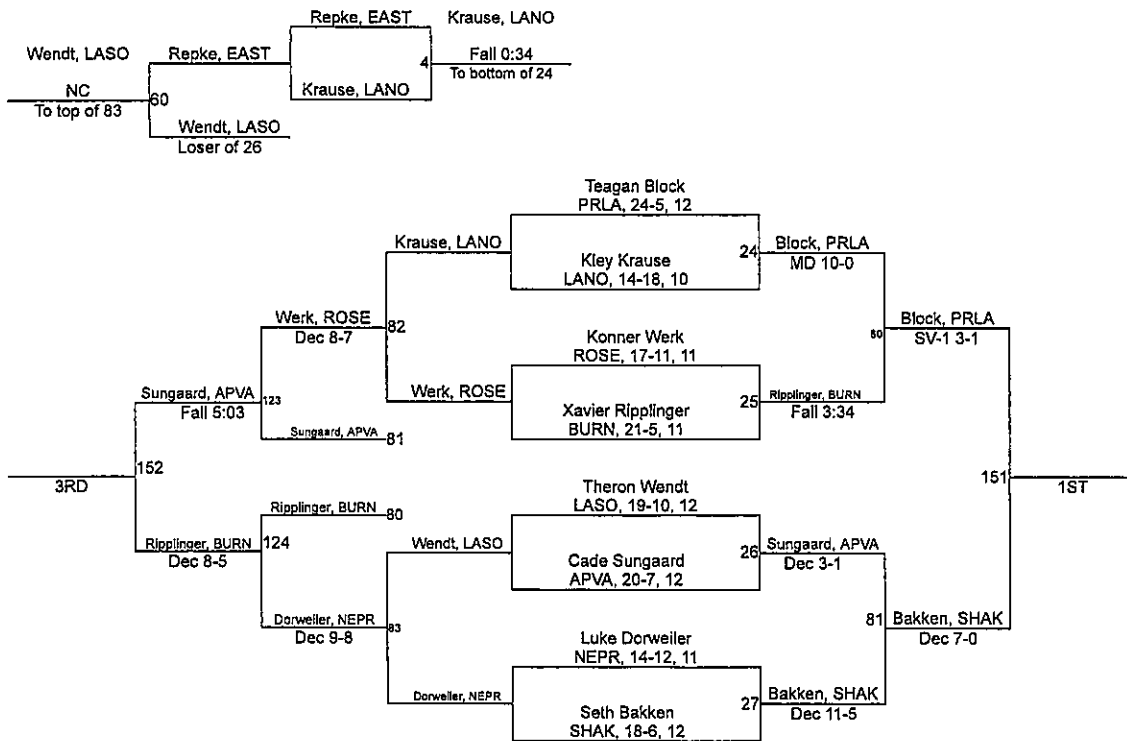 Repke, EAST
Krause, LANO
Wendt, LASO
Repke, EAST
4
Fall 0:34
To bottom of 24
NC
60
Krause, LANO
To top of 83
Wendt, LASO
Loser of 26
Teagan Block
PRLA, 24-5, 12
Krause, LANO
24
Block, PRLA
MD 10-0
Kley Krause
LANO, 14-18, 10
Werk, ROSE
Dec 8-7
82
80
Block, PRLA
SV-1 3-1
Konner Werk
ROSE, 17-11, 11
Sungaard, APVA
Fall 5:03
123
Werk, ROSE
25
Ripplinger, BURN
Fall 3:34
Xavier Ripplinger
BURN, 21-5, 11
Sungaard, APVA
81
152
3RD
151
1ST
Theron Wendt
LASO, 19-10, 12
Ripplinger, BURN
80
Ripplinger, BURN
Dec 8-5
124
Wendt, LASO
26
Sungaard, APVA
Dec 3-1
Cade Sungaard
APVA, 20-7, 12
Dorweiler, NEPR
Dec 9-8
83
81
Bakken, SHAK
Dec 7-0
Luke Dorweiler
NEPR, 14-12, 11
Dorweiler, NEPR
27
Bakken, SHAK
Dec 11-5
Seth Bakken
SHAK, 18-6, 12